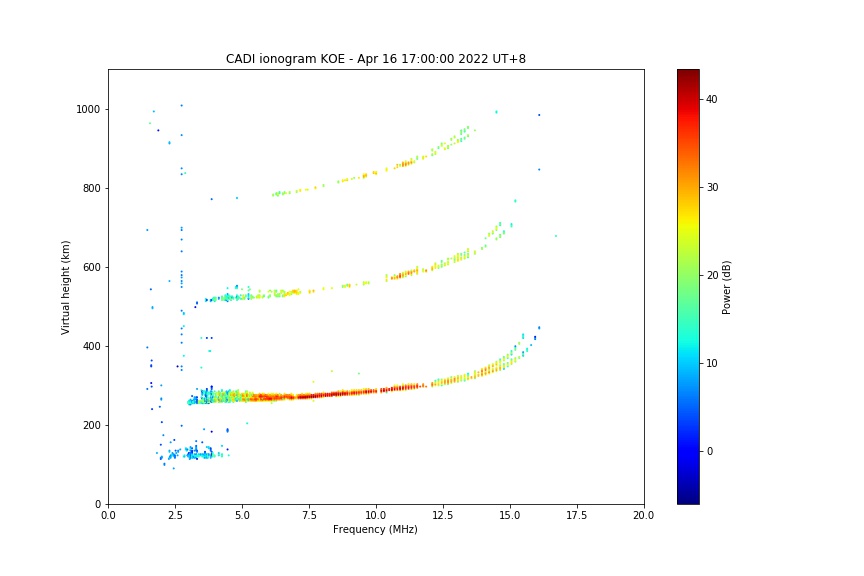 CADI ionogram KOE - Apr 16 17:00:00 2022 UT+8
1000
800
600
400
200
0
Virtual height (km)
0.0 2.5 5.0 7.5 10.0 12.5 15.0 17.5 20.0
Frequency (MHz)
40
30
20
10
0
Power (dB)